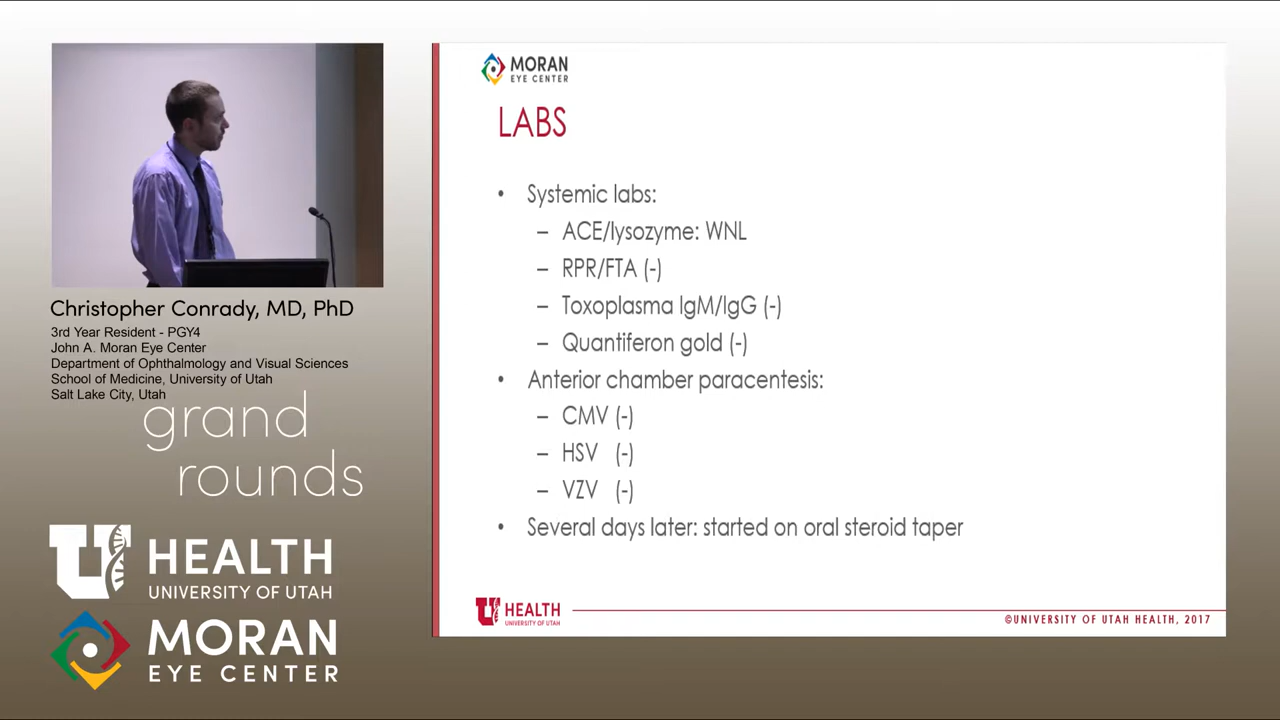 Christopher Conrady, MD, PhD
3rd Year Resident - PGY4
John A. Moran Eye Center
Department of Ophthalmology and Visual Sciences
School of Medicine, University of Utah
Salt Lake City, Utah
grand
rounds
U HEALTH
UNIVERSITY OF UTAH
MORAN
EYE CENTER
MORAN
EYE CENTER
LABS
• Systemic labs:
– ACE/lysozyme: WNL
– RPR/FTA (-)
– Toxoplasma IgM/IgG (-)
– Quantiferon gold (-)
• Anterior chamber paracentesis:
– CMV (-)
– HSV (-)
– VZV (-)
• Several days later: started on oral steroid taper
U HEALTH
UNIVERSITY OF UTAH
©UNIVERSITY OF UTAH HEALTH, 2017